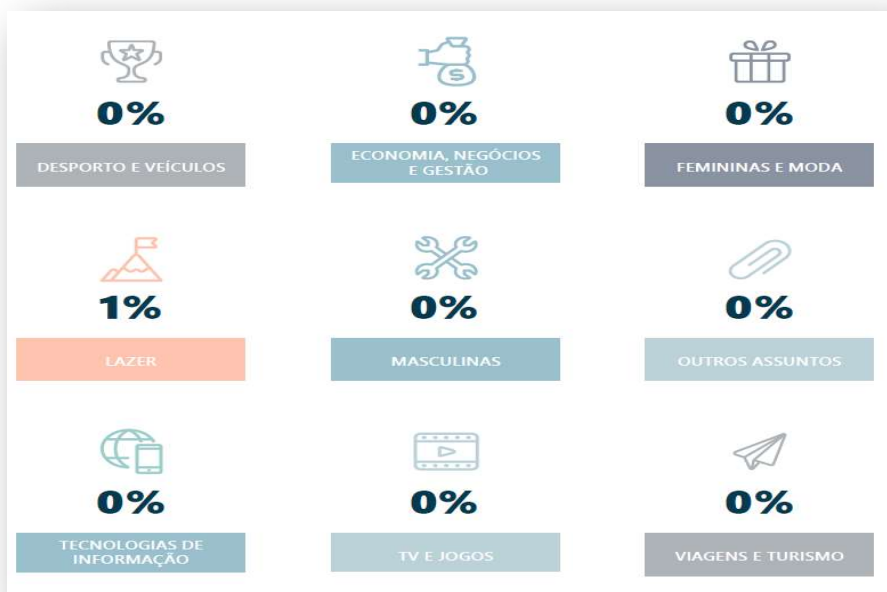 0%
0%
0%
DESPORTO E VEÍCULOS
ECONOMIA, NEGÓCIOS
E GESTÃO
FEMININAS E MODA
1%
0%
0%
LAZER
MASCULINAS
OUTROS ASSUNTOS
0%
0%
0%
TECNOLOGIAS DE
INFORMAÇÃO
TV E JOGOS
VIAGENS E TURISMO